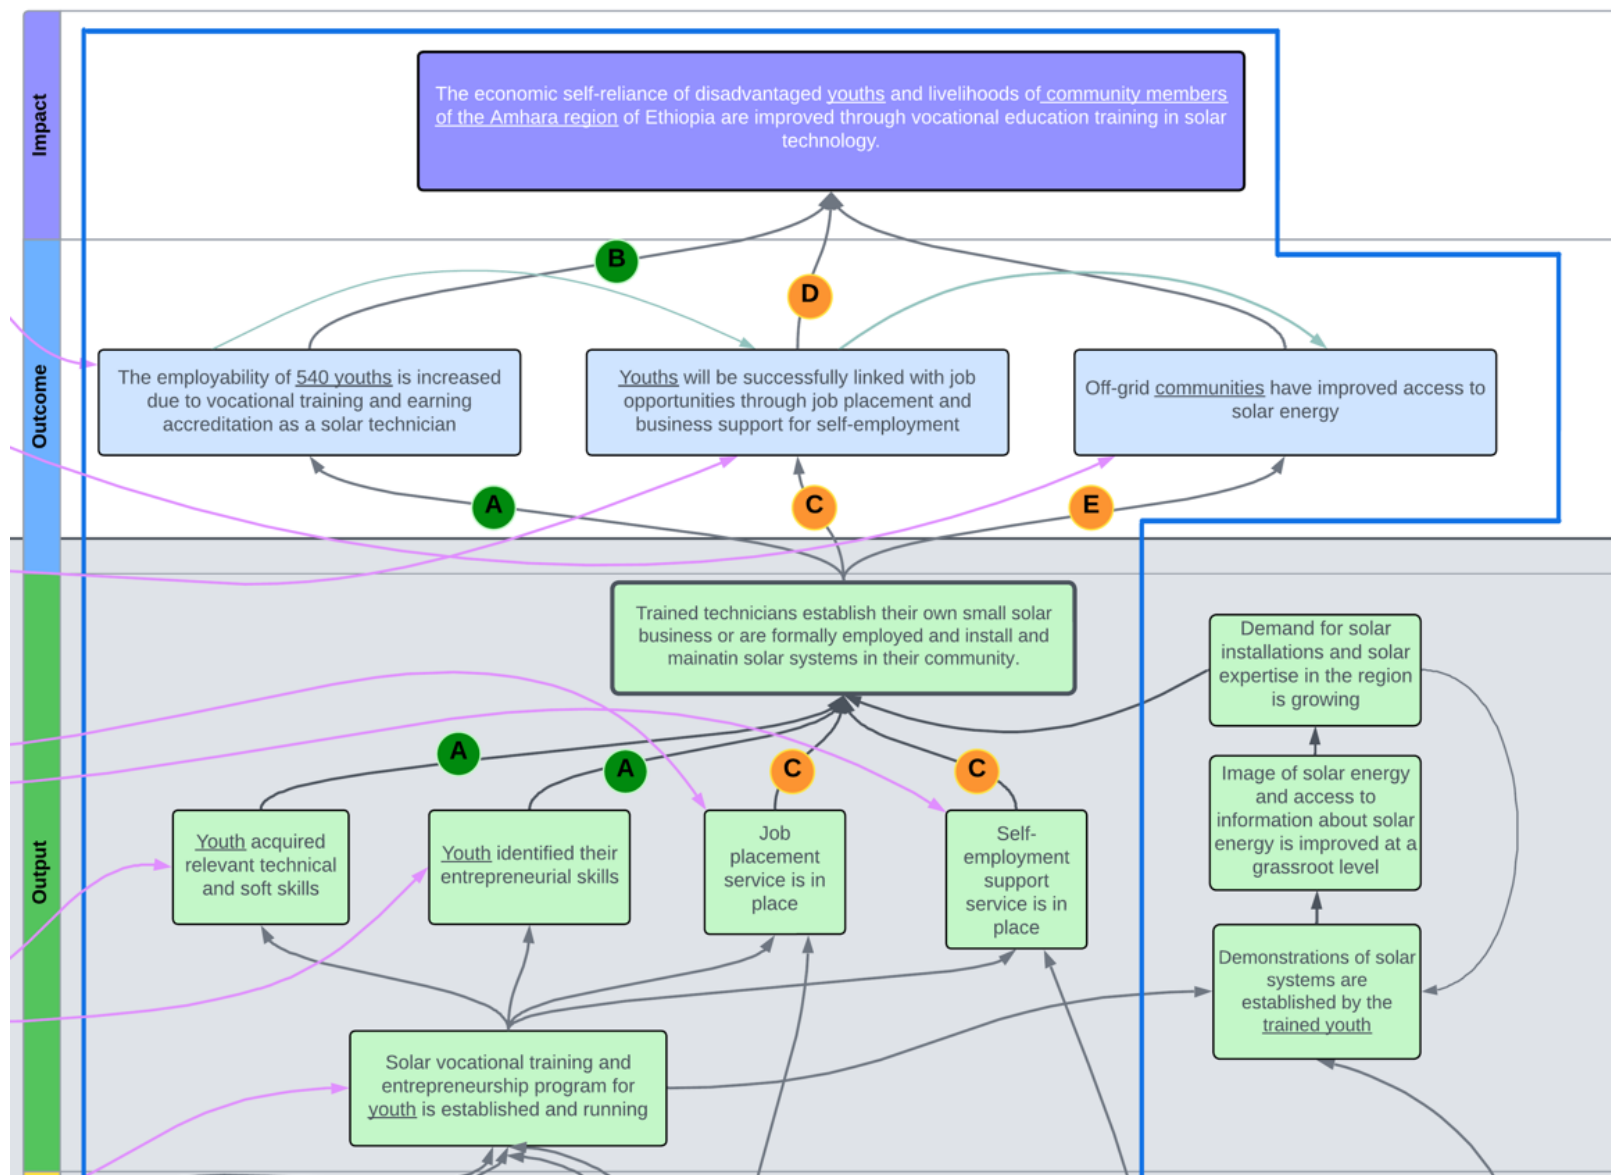 Impact
The economic self-reliance of disadvantaged youths and livelihoods of community members
of the Amhara region of Ethiopia are improved through vocational education training in solar
technology.
Outcome
B
D
The employability of 540 youths is increased
due to vocational training and earning
accreditation as a solar technician
Youths will be successfully linked with job
opportunities through job placement and
business support for self-employment
Off-grid communities have improved access to
solar energy
A
C
E
Output
Trained technicians establish their own small solar
business or are formally employed and install and
mainatin solar systems in their community.
Demand for solar
installations and solar
expertise in the region
is growing
A
A
C
C
Image of solar energy
and access to
information about solar
energy is improved at a
grassroot level
Youth acquired
relevant technical
and soft skills
Youth identified their
entrepreneurial skills
Job
placement
service is in
place
Self-
employment
support
service is in
place
Demonstrations of solar
systems are
established by the
trained youth
Solar vocational training and
entrepreneurship program for
youth is established and running